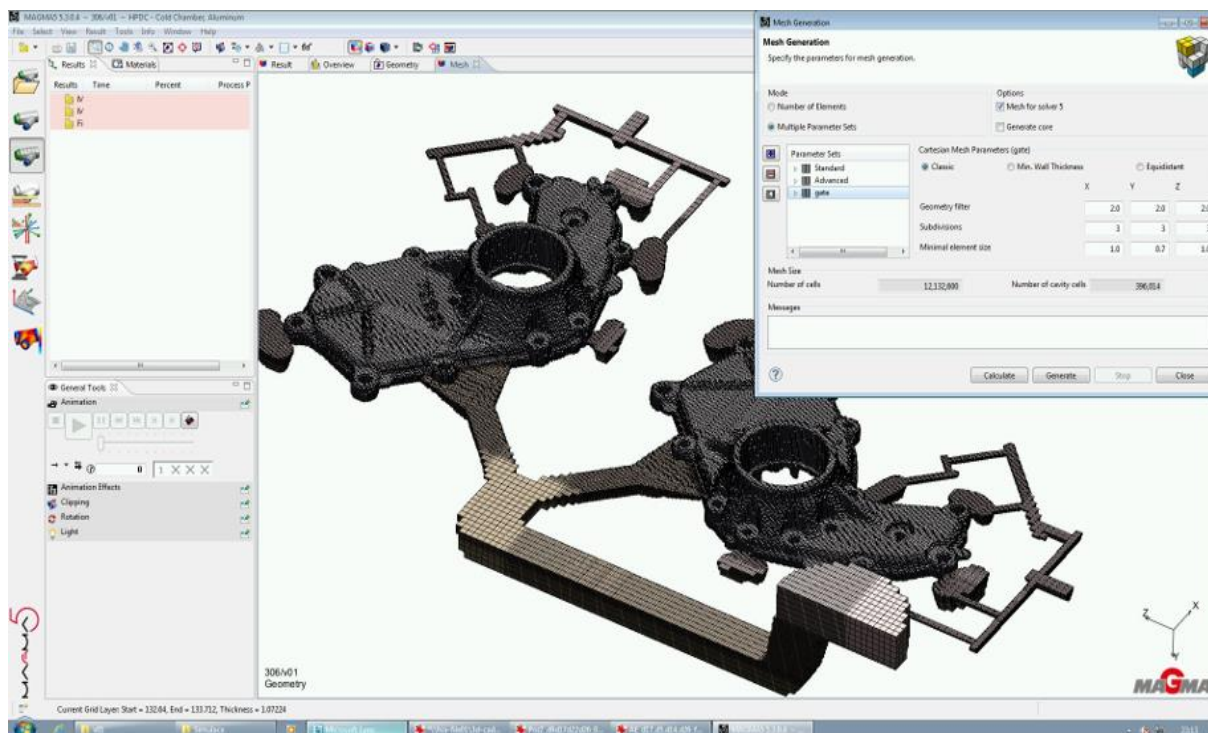 MAGMA5 5.3.0.4 - 306/v01 - HPDC - Cold Chamber, Aluminum
File Select View Result Tools Info Window Help
Results
Materials
Result
Overview
Geometry
Mesh
Results Time Percent Process P
General Tools
Animation
0
1 X X X
Animation Effects
Clipping
Rotation
Light
306/v01
Geometry
Z
X
Y
MAGMA
Mesh Generation
Mesh Generation
Specify the parameters for mesh generation.
Mode
Number of Elements
Multiple Parameter Sets
Options
Mesh for solver 5
Generate core
Parameter Sets
Standard
Advanced
gate
Cartesian Mesh Parameters (gate)
Classic
Min. Wall Thickness
Equidistant
X Y Z
Geometry filter 2.0 2.0 2.0
Subdivisions 3 3
Minimal element size 1.0 0.7 1.0
Mesh Size
Number of cells 12,132,600
Number of cavity cells 396,014
Messages
Calculate
Generate
Stop
Close
Current Grid Layer: Start = 132.64, End = 133.712, Thickness = 1.07224